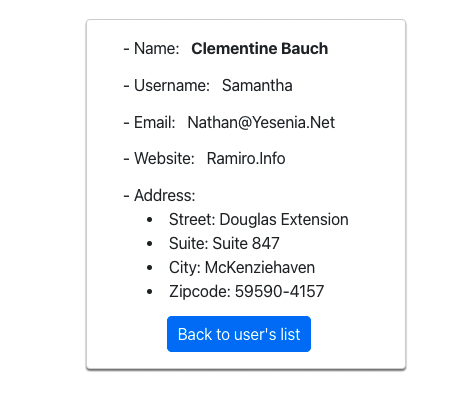 - Name: Clementine Bauch
- Username: Samantha
- Email: Nathan@Yesenia.Net
- Website: Ramiro.Info
- Address:
• Street: Douglas Extension
• Suite: Suite 847
• City: McKenziehaven
• Zipcode: 59590-4157
Back to user's list